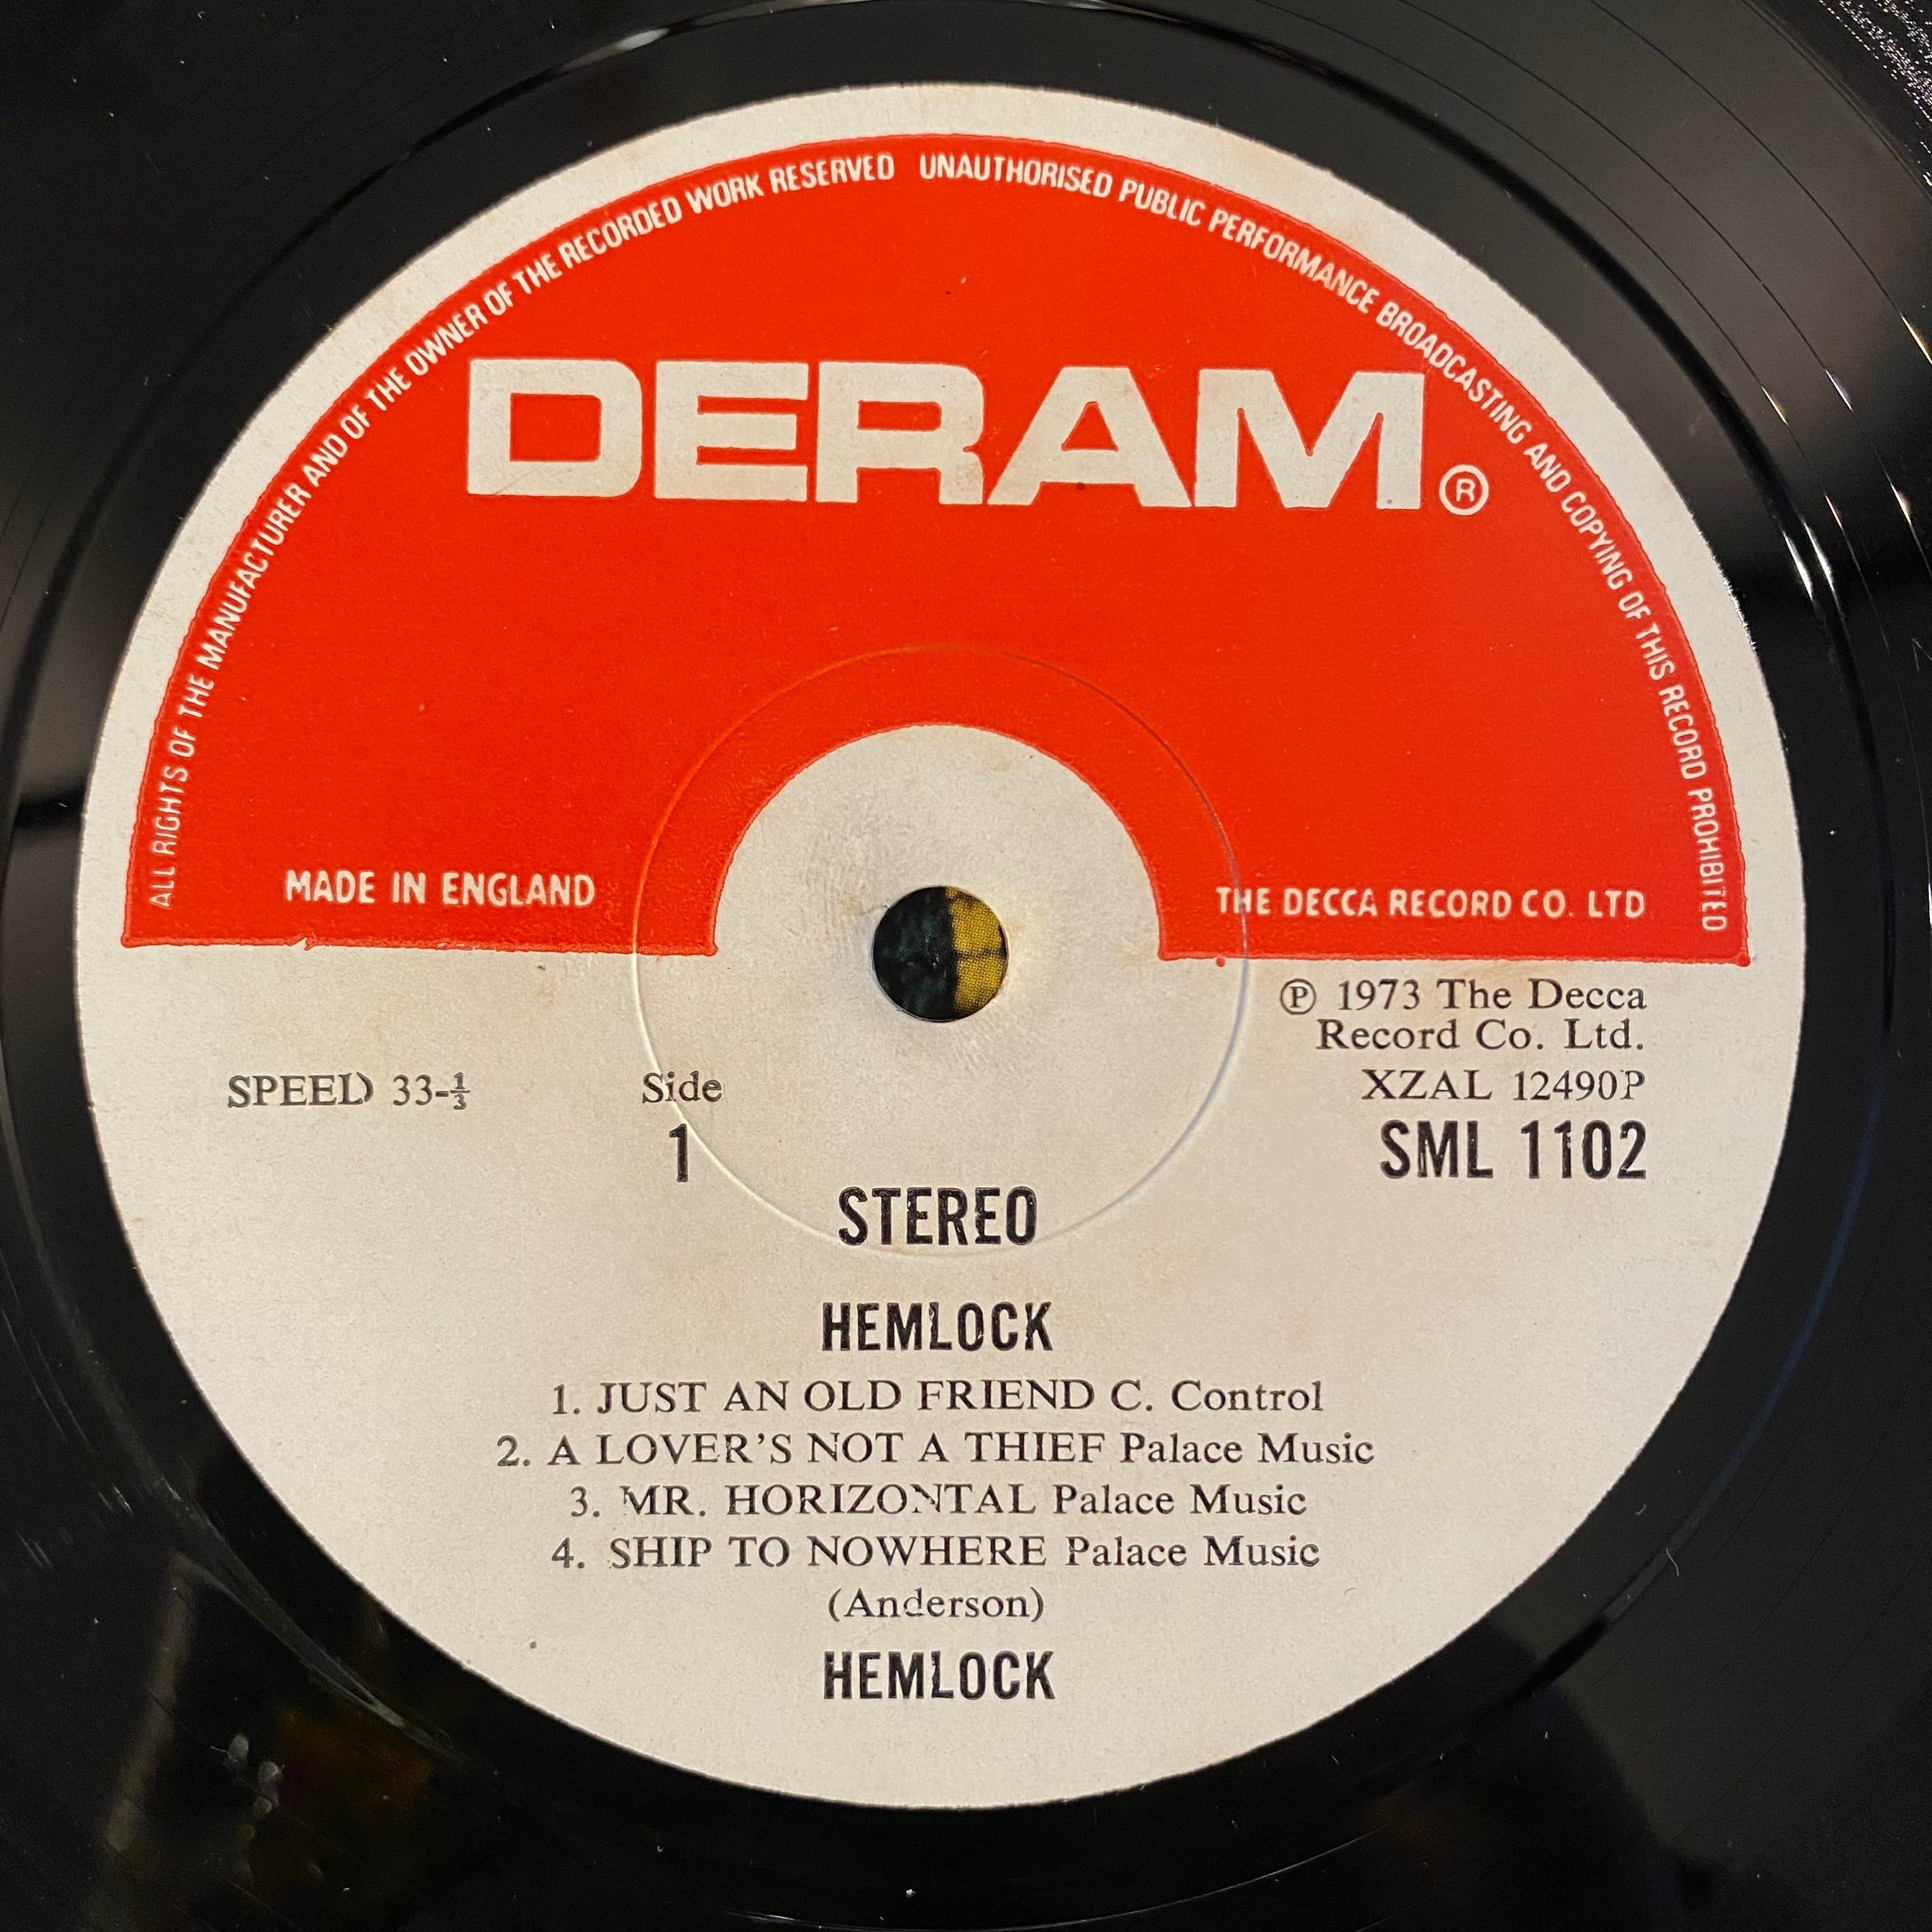 ALL RIGHTS OF THE MANUFACTURER AND OF THE OWNER OF THE RECORDED WORK RESERVED UNAUTHORISED PUBLIC PERFORMANCE BROADCASTING AND COPYING OF THIS RECORD PROHIBITED
DERAM®
MADE IN ENGLAND
THE DECCA RECORD CO. LTD
℗ 1973 The Decca
Record Co. Ltd.
SPEED 33-⅓
Side
1
XZAL 12490P
SML 1102
STEREO
HEMLOCK
1. JUST AN OLD FRIEND C. Control
2. A LOVER'S NOT A THIEF Palace Music
3. MR. HORIZONTAL Palace Music
4. SHIP TO NOWHERE Palace Music
(Anderson)
HEMLOCK